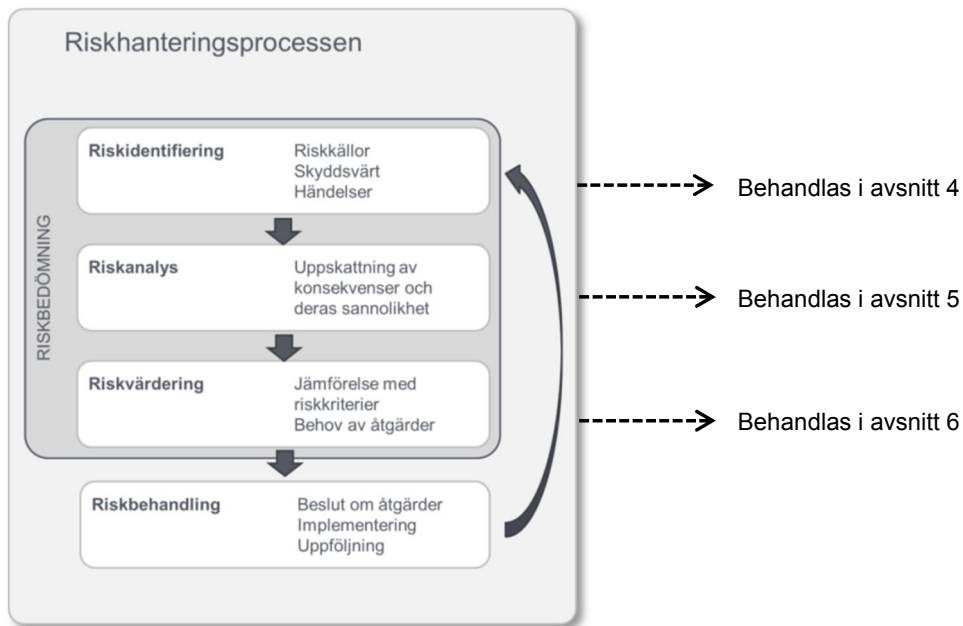 Riskhanteringsprocessen
RISKBEDÖMNING
Riskidentifiering
Riskkällor
Skyddsvärt
Händelser
Behandlas i avsnitt 4
Riskanalys
Uppskattning av
konsekvenser och
deras sannolikhet
Behandlas i avsnitt 5
Riskvärdering
Jämförelse med
riskkriterier
Behov av åtgärder
Behandlas i avsnitt 6
Riskbehandling
Beslut om åtgärder
Implementering
Uppföljning